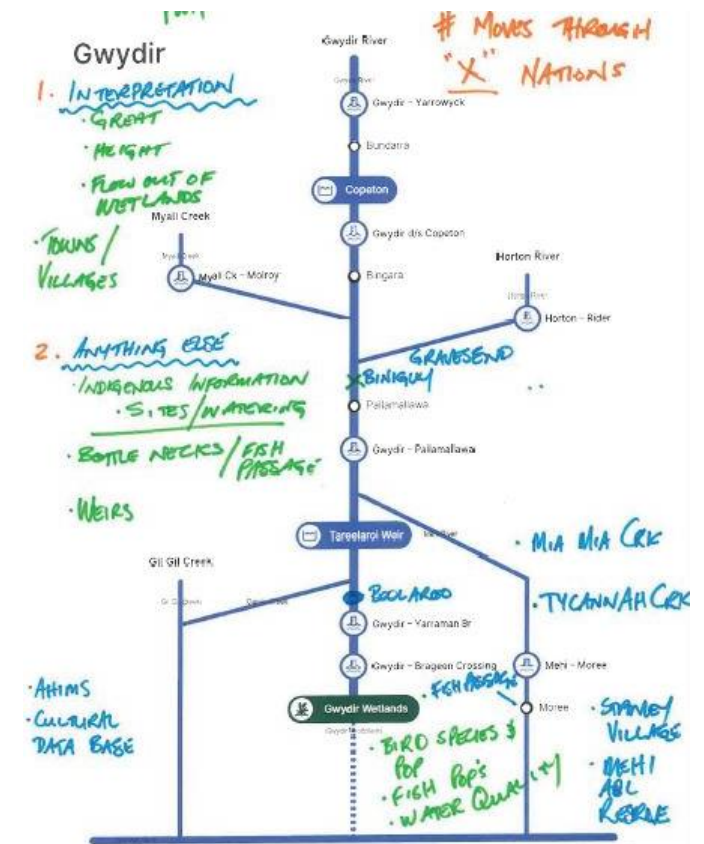 Gwydir
Gwydir River
# MOVES THROUGH
"X" NATIONS
1. INTERPRETATION
· GREAT
· HEIGHT
· FLOW OUT OF
WETLANDS
· TOWNS/
VILLAGES
Gwydir – Yarrowyck
Bundarra
Copeton
Myall Creek
Gwydir d/s Copeton
Myall Ck – Molroy
Bingara
Horton River
Horton – Rider
2. ANYTHING ELSE
· INDIGENOUS INFORMATION
· SITES/WATERING
· BOTTLE NECKS/FISH
PASSAGE
· WEIRS
GRAVESEND
X BINIGUY
Pallamallawa
Gwydir – Pallamallawa
Tareelaroi Weir
· MIA MIA CRK
· TYCANNAH CRK
Gil Gil Creek
BOOLAROO
Gwydir – Yarraman Br
Gwydir – Brageen Crossing
Mehi – Moree
· FISH PASSAGE
Gwydir Wetlands
Moree
· AHIMS
· CULTURAL
DATA BASE
· BIRD SPECIES &
POP
· FISH POP'S
· WATER QUALITY
· STANLEY
VILLAGE
· MEHI
ABL
RESERVE